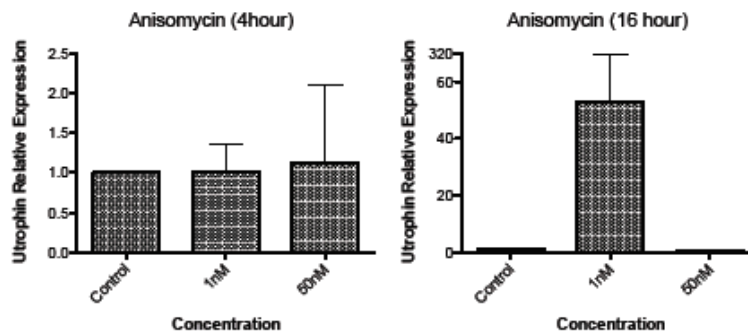 Anisomycin (4hour)
Utrophin Relative Expression
2.5
2.0
1.5
1.0
0.5
0.0
Control
1nM
50nM
Concentration
Anisomycin (16 hour)
Utrophin Relative Expression
320
60
40
20
0
Control
1nM
50nM
Concentration